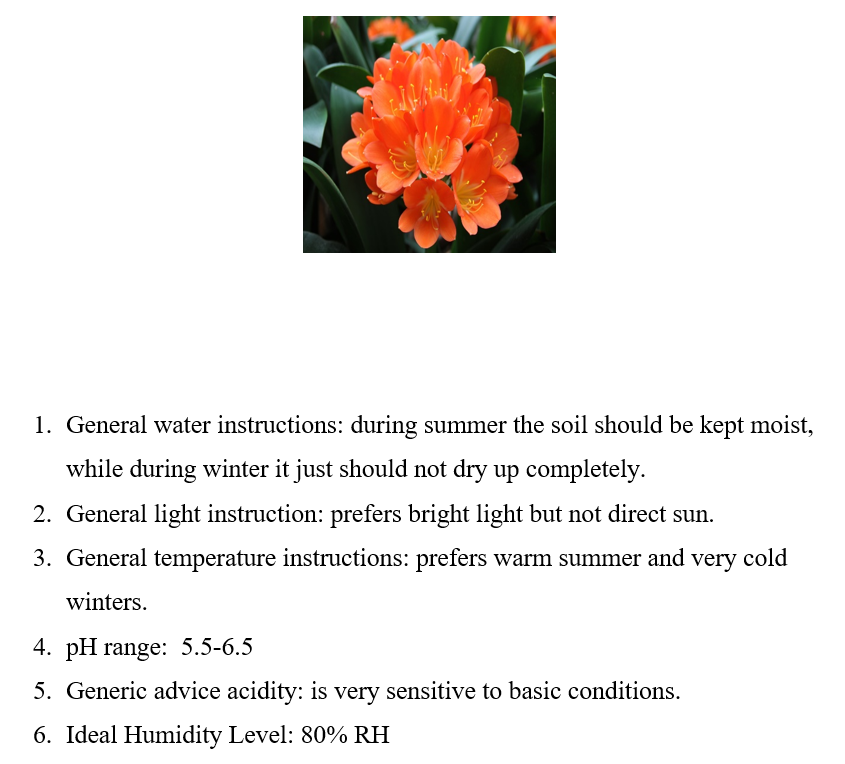 1. General water instructions: during summer the soil should be kept moist,
while during winter it just should not dry up completely.
2. General light instruction: prefers bright light but not direct sun.
3. General temperature instructions: prefers warm summer and very cold
winters.
4. pH range:  5.5-6.5
5. Generic advice acidity: is very sensitive to basic conditions.
6. Ideal Humidity Level: 80% RH